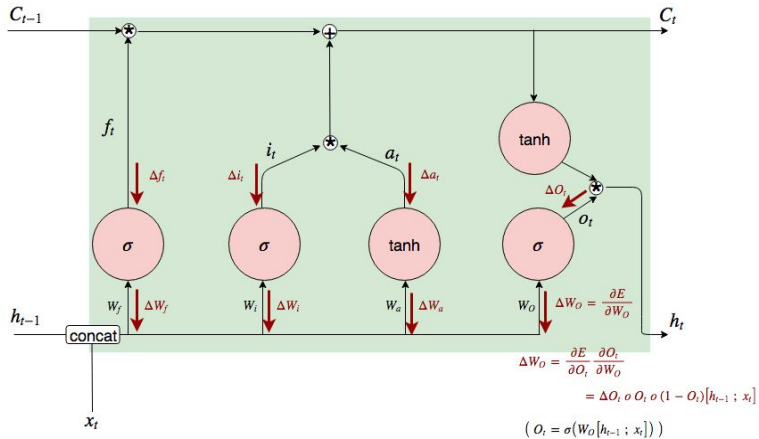 C_{t-1} * + C_t
f_t i_t * a_t tanh
Δf_t Δi_t Δa_t ΔO_t *
o_t
σ σ tanh σ
W_f ΔW_f W_i ΔW_i W_a ΔW_a W_O ΔW_O = ∂E/∂W_O
h_{t-1} h_t
concat
ΔW_O = ∂E/∂O_t ∂O_t/∂W_O
= ΔO_t o O_t o (1 − O_t)[h_{t-1} ; x_t]
x_t
( O_t = σ(W_O[h_{t-1} ; x_t]) )